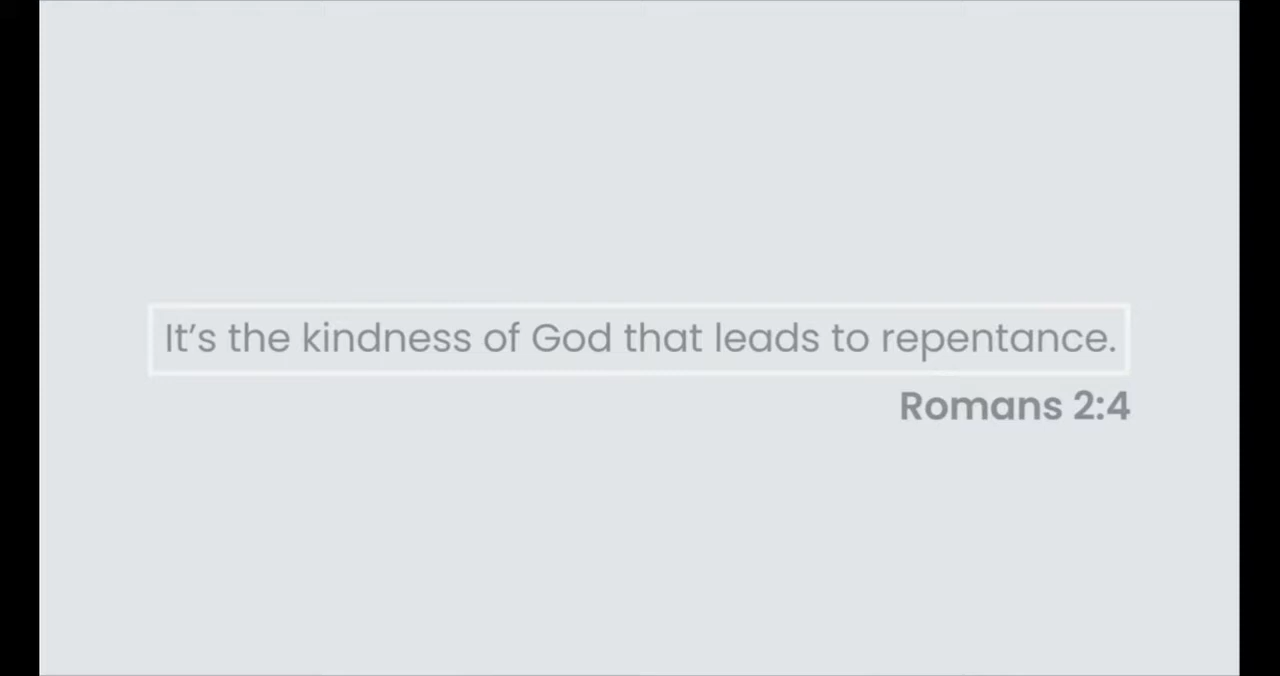 It’s the kindness of God that leads to repentance.
Romans 2:4